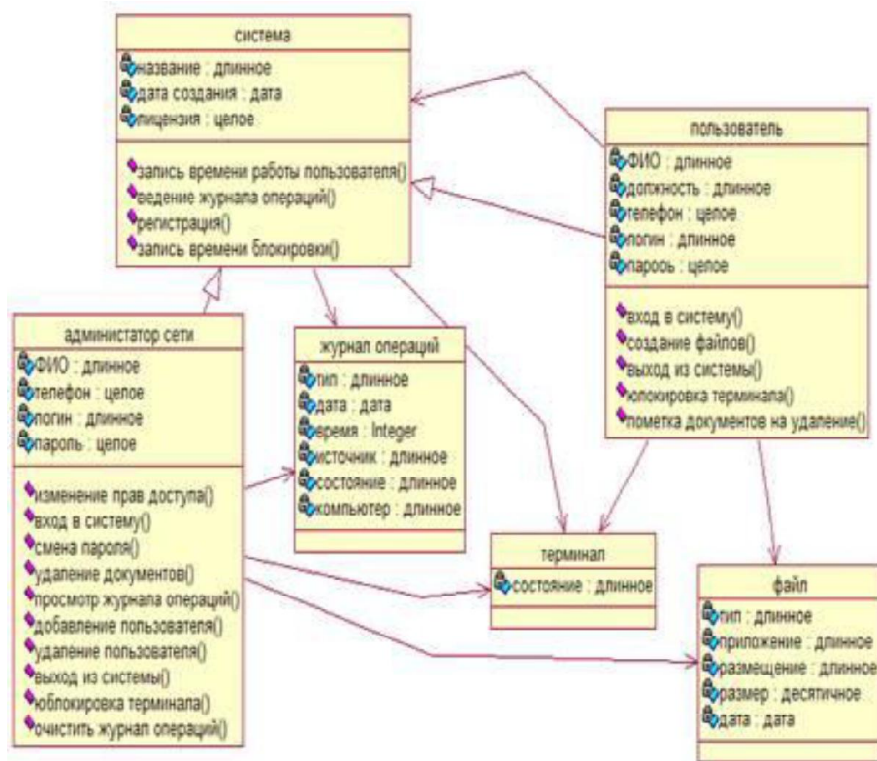 система
название : длинное
дата создания : дата
лицензия : целое
запись времени работы пользователя()
ведение журнала операций()
регистрация()
запись времени блокировки()
пользователь
ФИО : длинное
должность : длинное
телефон : целое
логин : длинное
парооь : целое
вход в систему()
создание файлов()
выход из системы()
юлокировка терминала()
пометка документов на удаление()
администатор сети
ФИО : длинное
телефон : целое
логин : длинное
пароль : целое
изменение прав доступа()
вход в систему()
смена пароля()
удаление документов()
просмотр журнала операций()
добавление пользователя()
удаление пользователя()
выход из системы()
юблокировка терминала()
очистить журнал операций()
журнал операций
тип : длинное
дата : дата
время : Integer
источник : длинное
состояние : длинное
компьютер : длинное
терминал
состояние : длинное
файл
тип : длинное
приложение : длинное
размещение : длинное
размер : десятичное
дата : дата